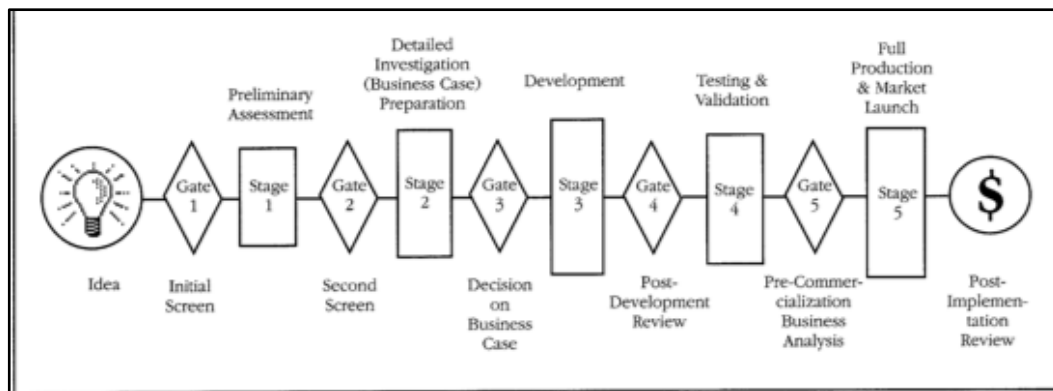 Detailed
Investigation
(Business Case)
Preparation
Full
Production
& Market
Launch
Preliminary
Assessment
Development
Testing &
Validation
Gate
1
Stage
1
Gate
2
Stage
2
Gate
3
Stage
3
Gate
4
Stage
4
Gate
5
Stage
5
$
Idea
Initial
Screen
Second
Screen
Decision
on
Business
Case
Post-
Development
Review
Pre-Commer-
cialization
Business
Analysis
Post-
Implemen-
tation
Review